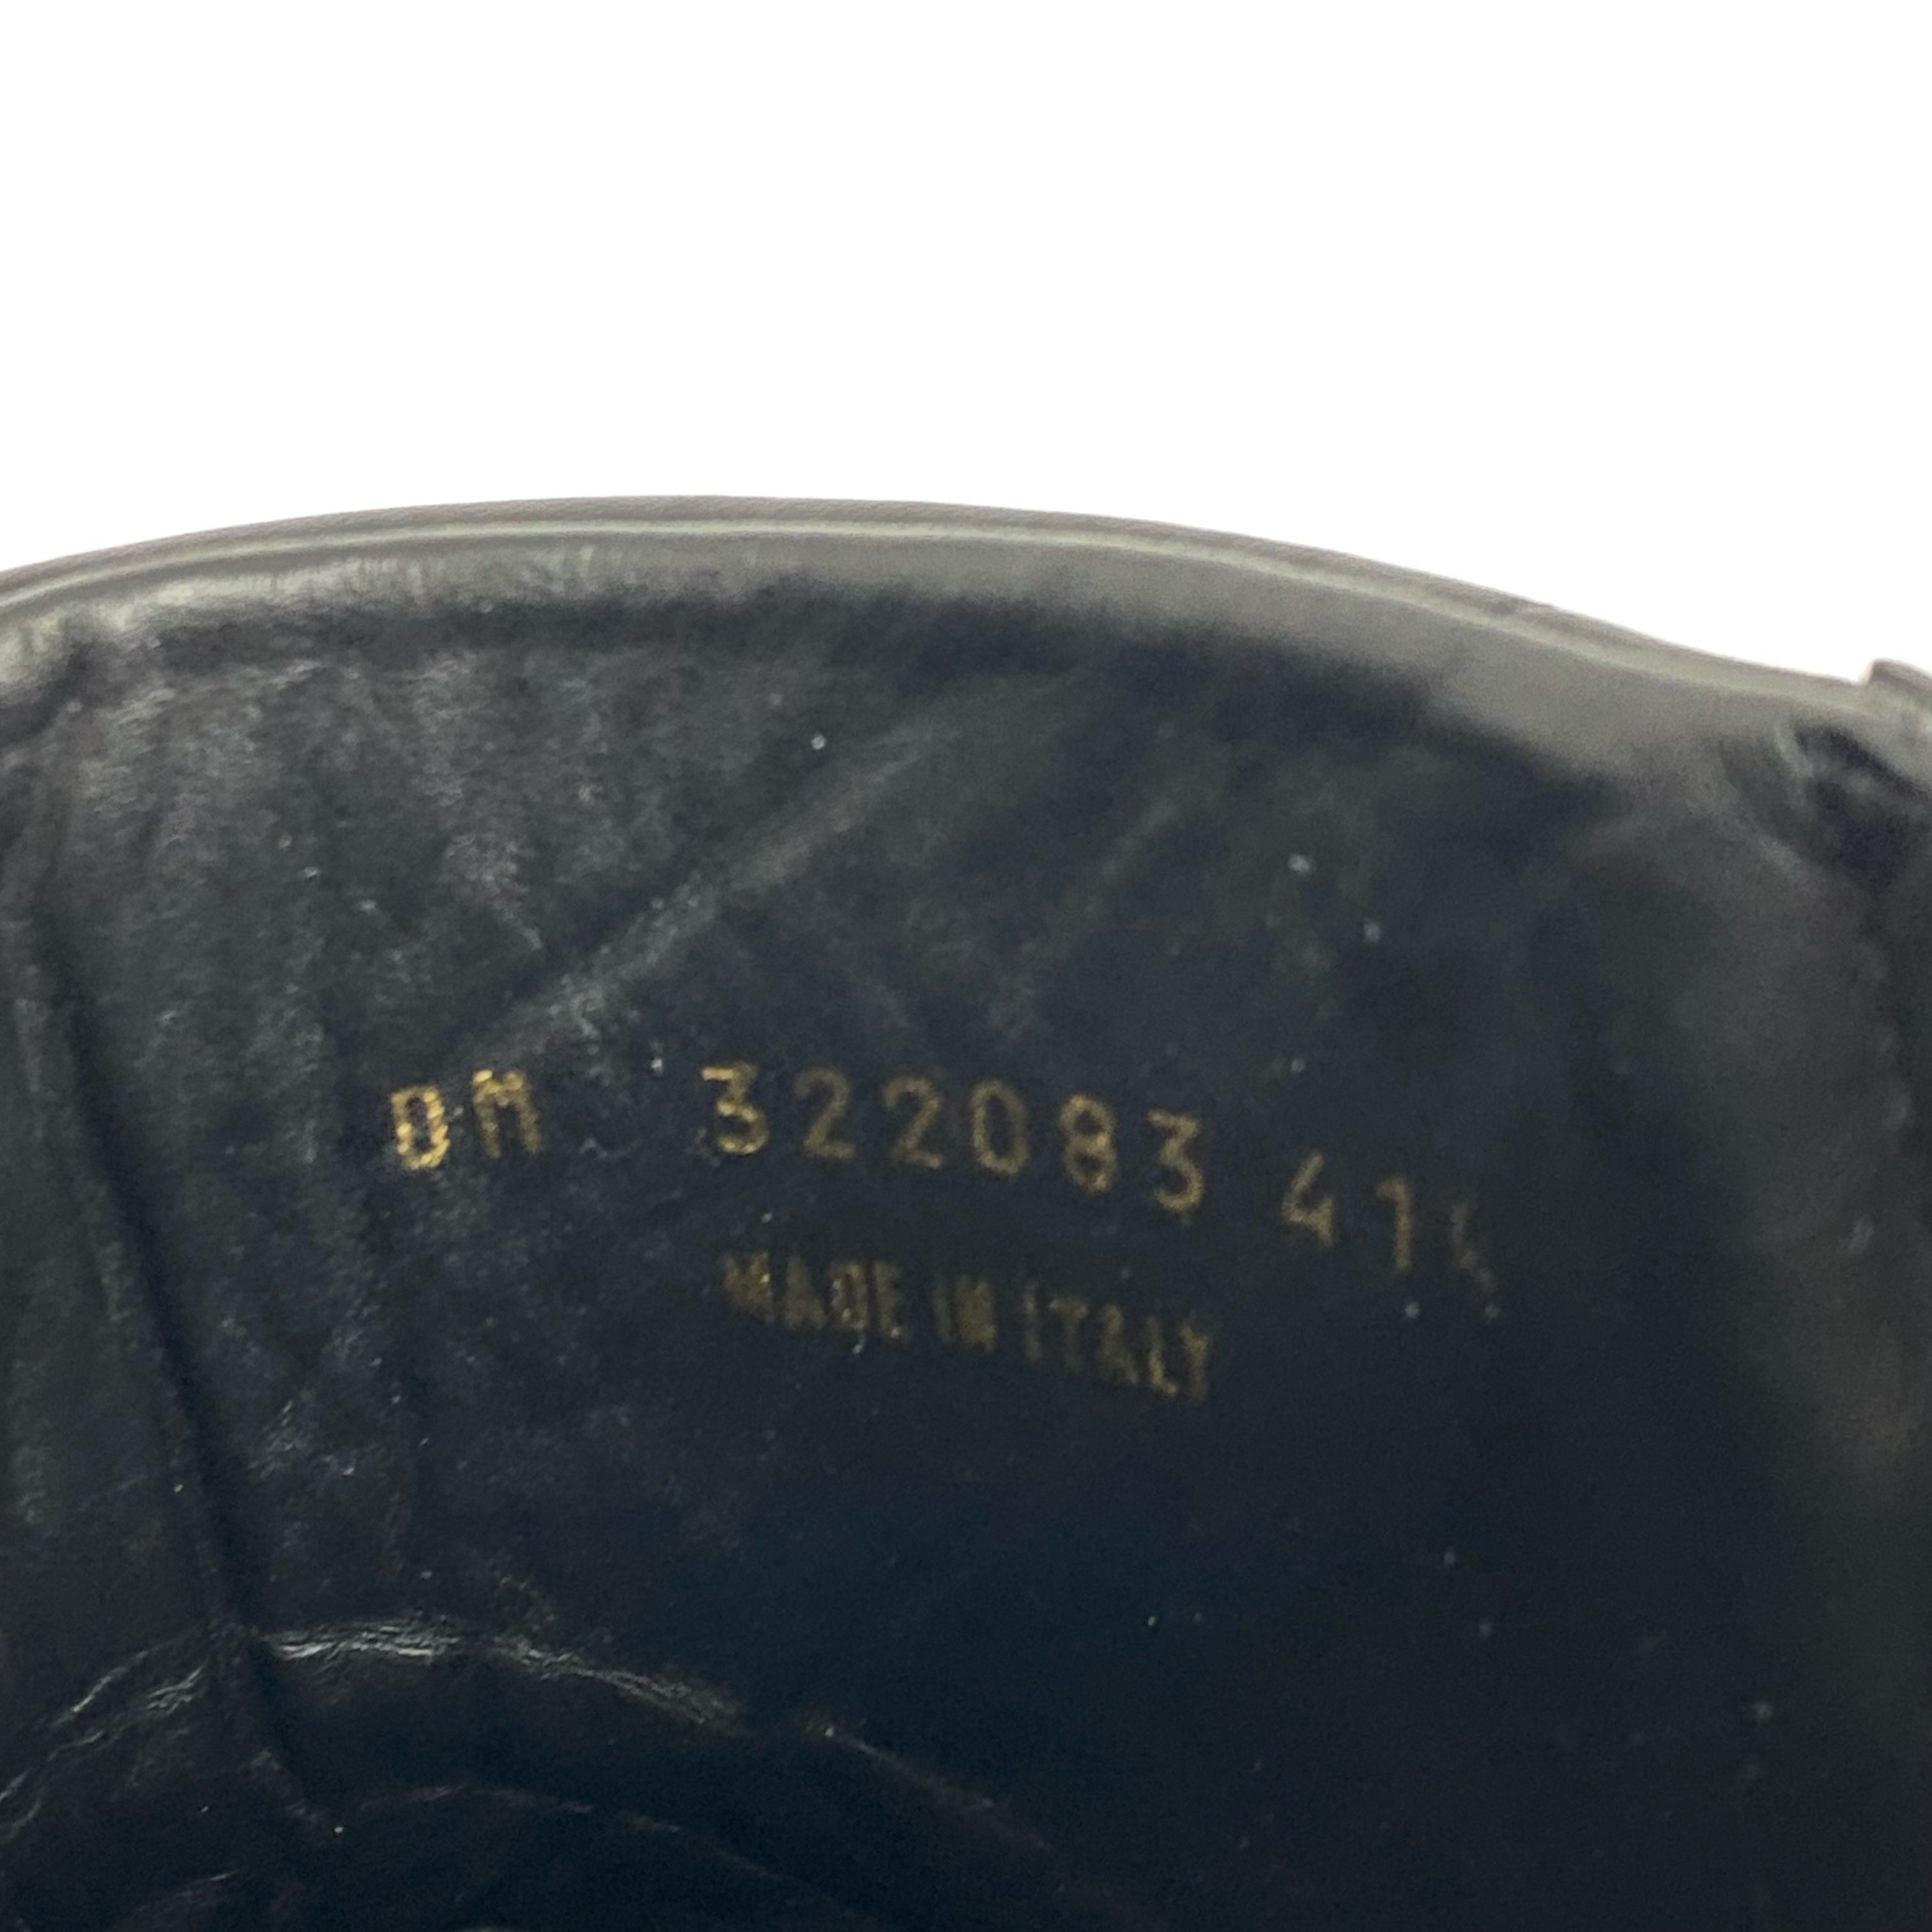 DM 322083 41½
MADE IN ITALY